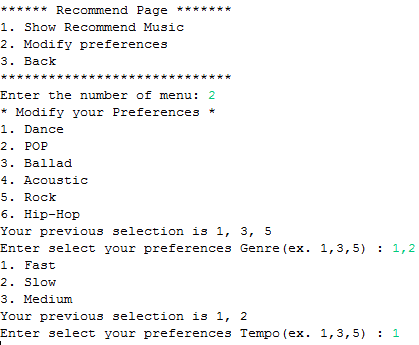 ****** Recommend Page *******
1. Show Recommend Music
2. Modify preferences
3. Back
*****************************
Enter the number of menu: 2
* Modify your Preferences *
1. Dance
2. POP
3. Ballad
4. Acoustic
5. Rock
6. Hip-Hop
Your previous selection is 1, 3, 5
Enter select your preferences Genre(ex. 1,3,5) : 1,2
1. Fast
2. Slow
3. Medium
Your previous selection is 1, 2
Enter select your preferences Tempo(ex. 1,3,5) : 1